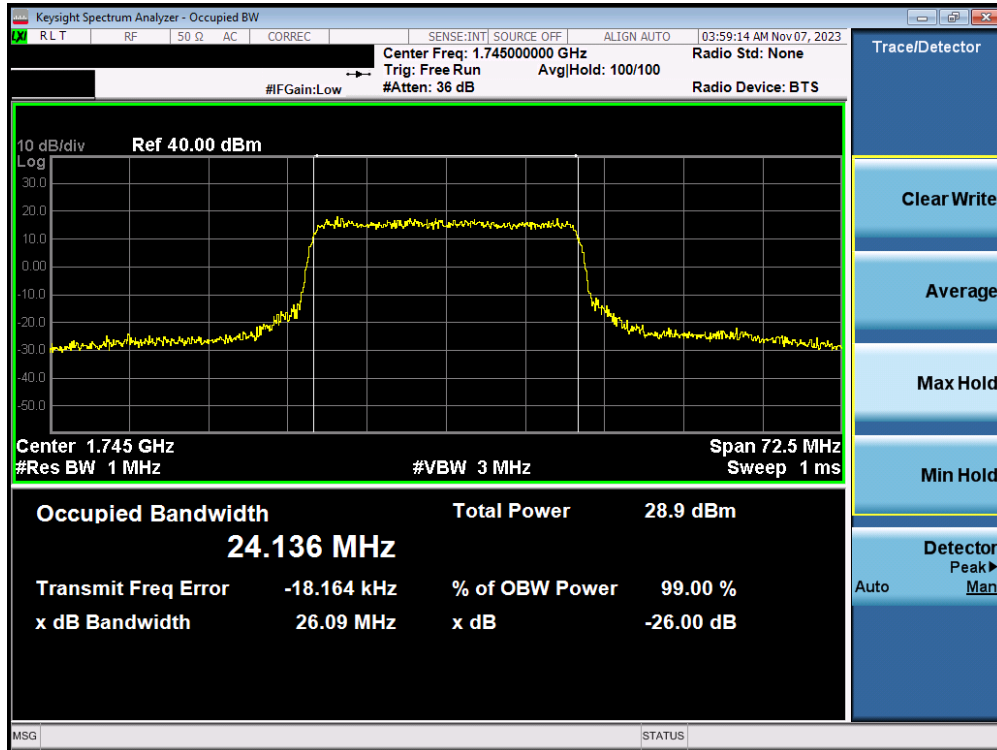 Keysight Spectrum Analyzer - Occupied BW
LXI RLT RF 50 Ω AC CORREC SENSE:INT SOURCE OFF ALIGN AUTO 03:59:14 AM Nov 07, 2023
Center Freq: 1.745000000 GHz Radio Std: None
Trig: Free Run Avg|Hold: 100/100
#IFGain:Low #Atten: 36 dB Radio Device: BTS
10 dB/div Ref 40.00 dBm
Log
30.0
20.0
10.0
0.00
-10.0
-20.0
-30.0
-40.0
-50.0
Center 1.745 GHz Span 72.5 MHz
#Res BW 1 MHz #VBW 3 MHz Sweep 1 ms
Occupied Bandwidth Total Power 28.9 dBm
24.136 MHz
Transmit Freq Error -18.164 kHz % of OBW Power 99.00 %
x dB Bandwidth 26.09 MHz x dB -26.00 dB
MSG STATUS
Trace/Detector
Clear Write
Average
Max Hold
Min Hold
Detector
Peak▶
Auto Man